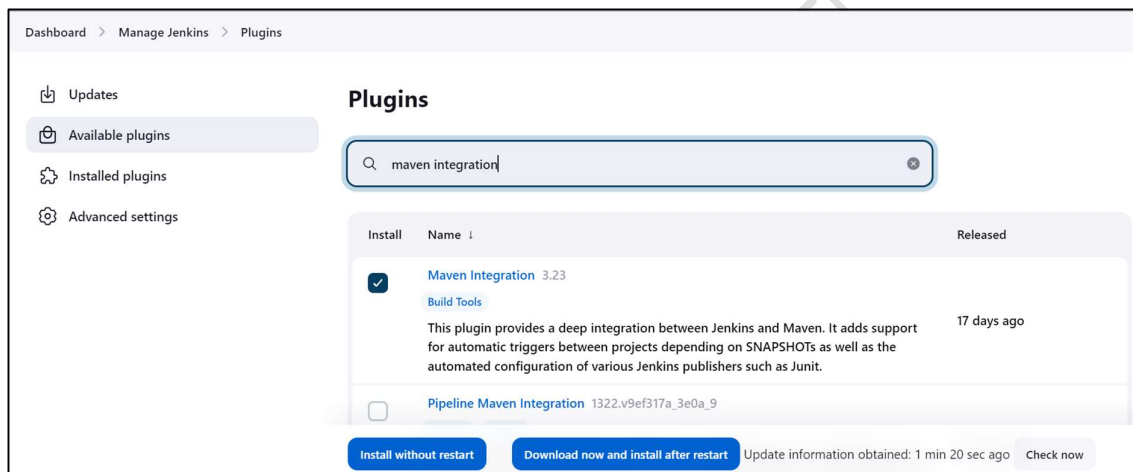 Dashboard > Manage Jenkins > Plugins
Updates
Available plugins
Installed plugins
Advanced settings
Plugins
maven integration
Install Name ↓ Released
Maven Integration 3.23
Build Tools
This plugin provides a deep integration between Jenkins and Maven. It adds support
for automatic triggers between projects depending on SNAPSHOTs as well as the
automated configuration of various Jenkins publishers such as Junit.
17 days ago
Pipeline Maven Integration 1322.v9ef317a_3e0a_9
Install without restart Download now and install after restart Update information obtained: 1 min 20 sec ago Check now